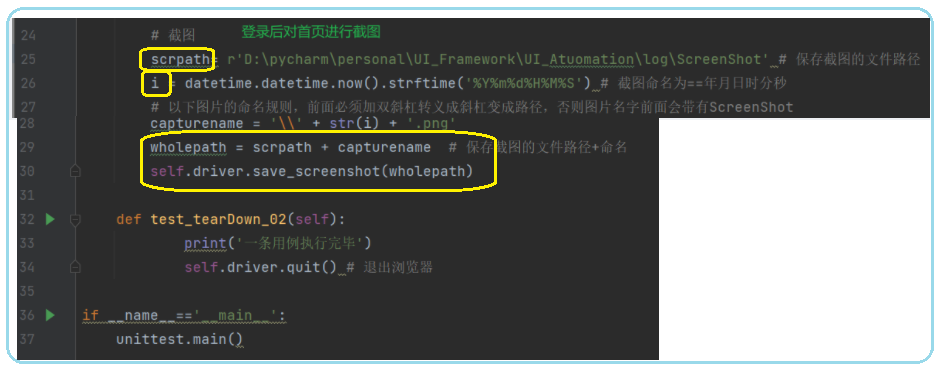 24 # 截图 登录后对首页进行截图
25 scrpath= r'D:\pycharm\personal\UI_Framework\UI_Atuomation\log\ScreenShot' # 保存截图的文件路径
26 i = datetime.datetime.now().strftime('%Y%m%d%H%M%S') # 截图命名为==年月日时分秒
27 # 以下图片的命名规则，前面必须加双斜杠转义成斜杠变成路径，否则图片名字前面会带有ScreenShot
28 capturename = '\\' + str(i) + '.png'
29 wholepath = scrpath + capturename # 保存截图的文件路径+命名
30 self.driver.save_screenshot(wholepath)
31
32 def test_tearDown_02(self):
33 print('一条用例执行完毕')
34 self.driver.quit() # 退出浏览器
35
36 if __name__=='__main__':
37 unittest.main()